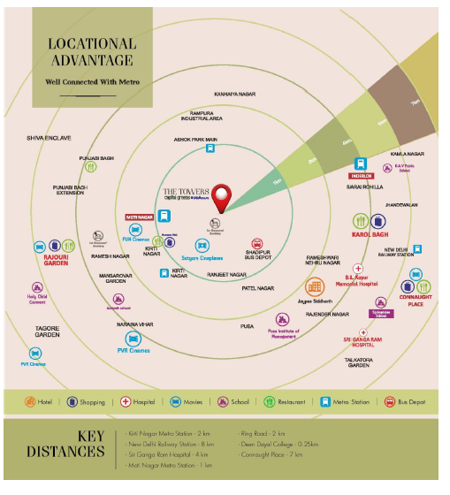 LOCATIONAL
ADVANTAGE
Well Connected With Metro
KANHAIYA NAGAR
RAMPURA
INDUSTRIAL AREA
ASHOK PARK MAIN
SHIVA ENCLAVE
PUNJABI BAGH
KAMLA NAGAR
INDERLOK
SARAI ROHILLA
PUNJABI BAGH
EXTENSION
THE TOWERS
JHANDEWALAN
MOTI NAGAR
KAROL BAGH
PVR Cinemas
KIRTI
NAGAR
Satyam Cineplexes
SHADIPUR
BUS DEPOT
NEW DELHI
RAILWAY STATION
RAJOURI
GARDEN
RAMESH NAGAR
RAMESHWARI
NEHRU NAGAR
MANSAROVAR
GARDEN
KIRTI
NAGAR
RANJEET NAGAR
B.L. Kapur
Memorial Hospital
PATEL NAGAR
Jaypee Siddharth
CONNAUGHT
PLACE
Holy Child
Convent
RAJENDER NAGAR
NARAINA VIHAR
PUSA
Pusa Institute of
Management
TAGORE
GARDEN
PVR Cinemas
SRI GANGA RAM
HOSPITAL
PVR Cinemas
TALKATORA
GARDEN
Hotel
Shopping
Hospital
Movies
School
Restaurant
Metro Station
Bus Depot
KEY
DISTANCES
- Kirti Nagar Metro Station - 2 km
- New Delhi Railway Station - 8 km
- Sir Ganga Ram Hospital - 4 km
- Moti Nagar Metro Station - 1 km
- Ring Road - 2 km
- Deen Dayal College - 0.25km
- Connaught Place - 7 km